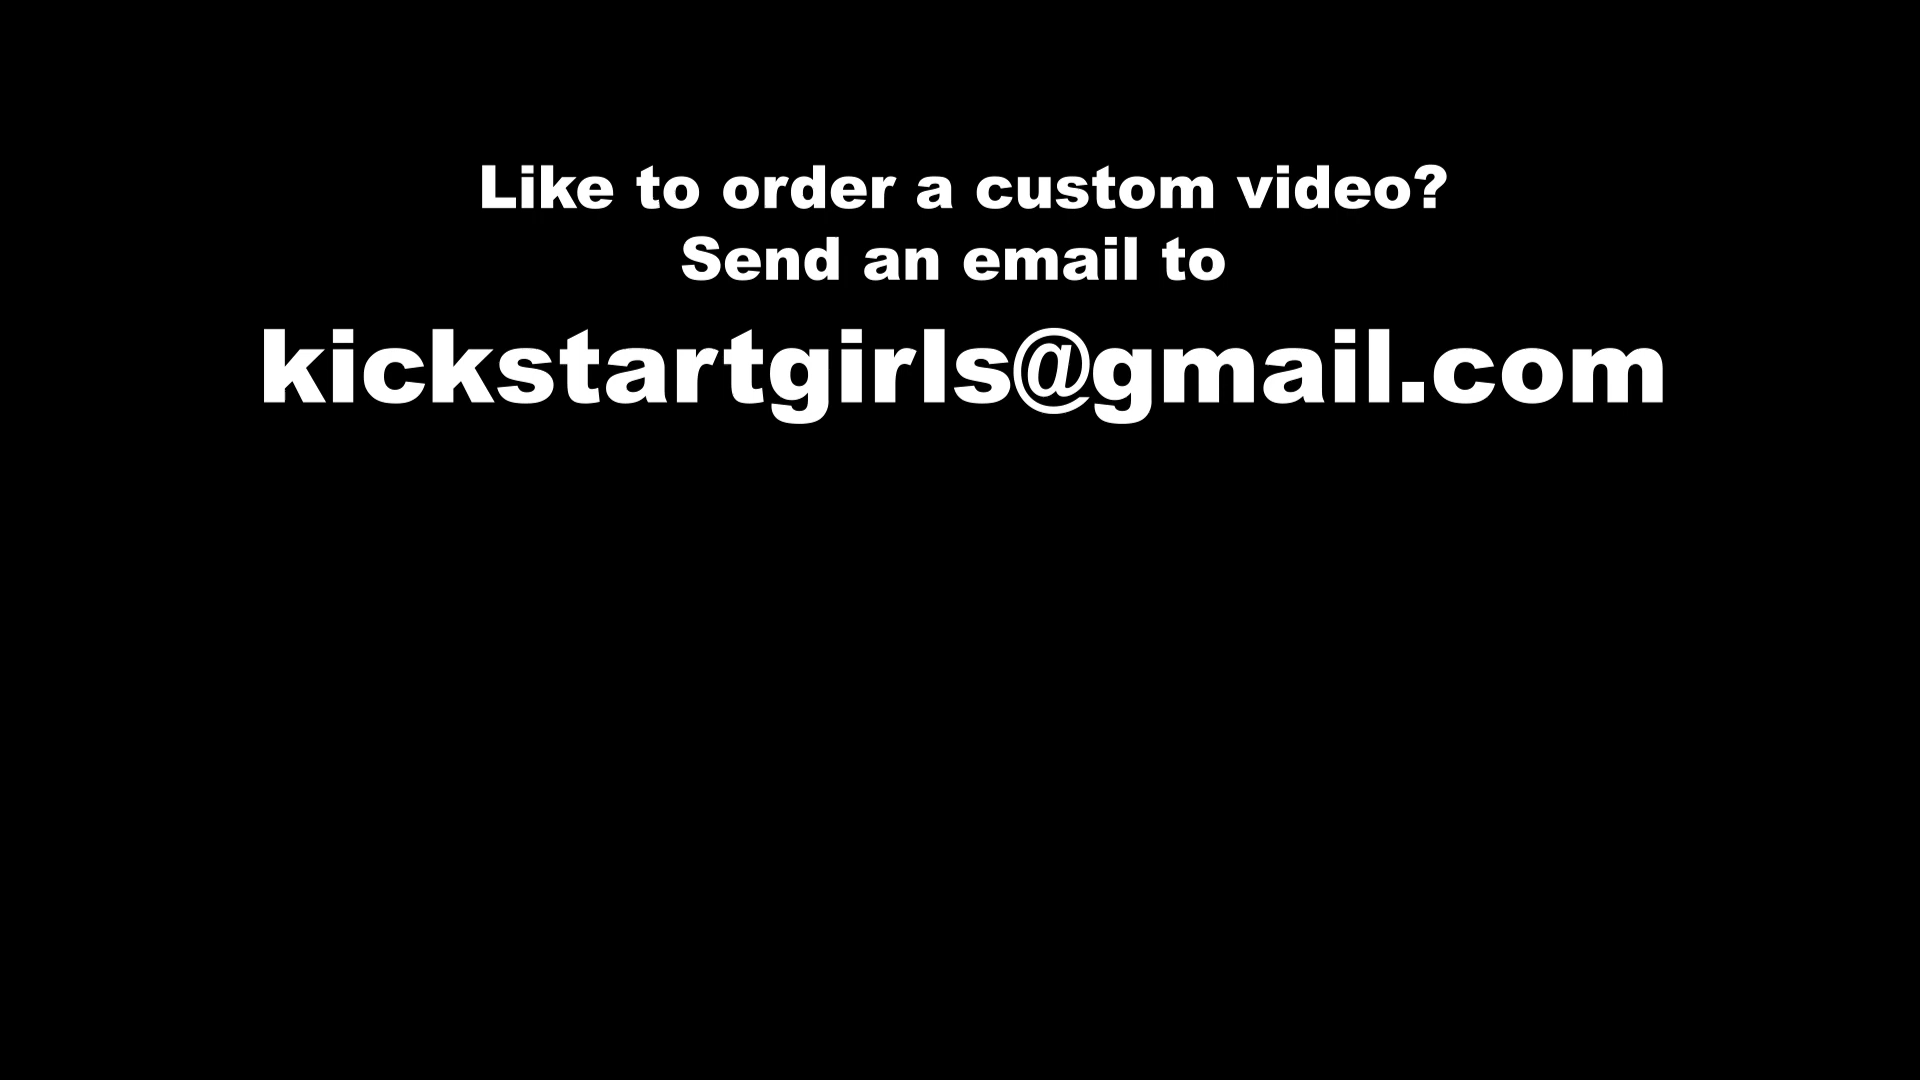 Like to order a custom video?
Send an email to
kickstartgirls@gmail.com